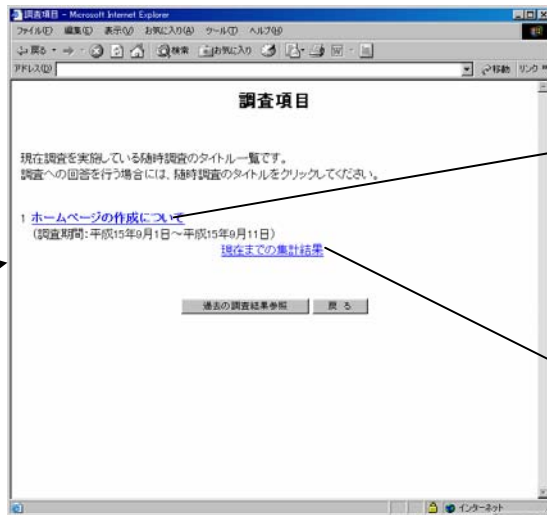 調査項目 - Microsoft Internet Explorer
ファイル(F) 編集(E) 表示(V) お気に入り(A) ツール(T) ヘルプ(H)
戻る 検索 お気に入り
アドレス(D) 移動 リンク »
調査項目
現在調査を実施している随時調査のタイトル一覧です。
調査への回答を行う場合には、随時調査のタイトルをクリックしてください。
1 ホームページの作成について
(調査期間:平成15年9月1日～平成15年9月11日)
現在までの集計結果
過去の調査結果参照 戻 る
インターネット